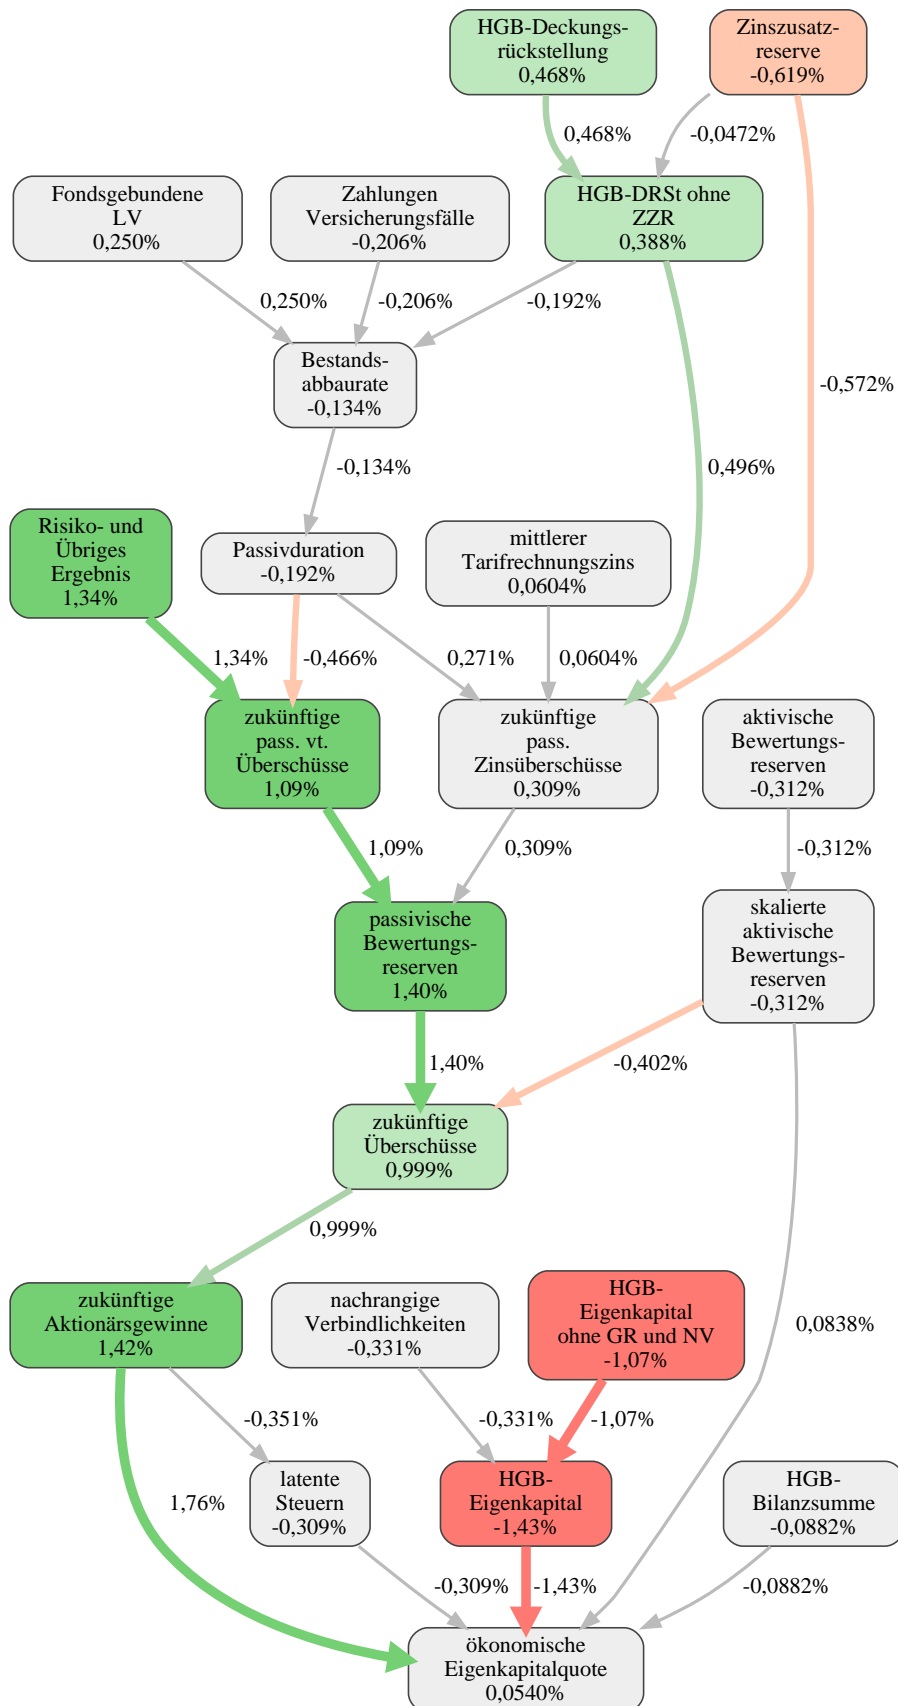 HGB-Deckungs-
rückstellung
0,468%
Zinszusatz-
reserve
-0,619%
0,468%
-0,0472%
Fondsgebundene
LV
0,250%
Zahlungen
Versicherungsfälle
-0,206%
HGB-DRSt ohne
ZZR
0,388%
0,250%
-0,206%
-0,192%
Bestands-
abbaurate
-0,134%
-0,572%
-0,134%
0,496%
Risiko- und
Übriges
Ergebnis
1,34%
Passivduration
-0,192%
mittlerer
Tarifrechnungszins
0,0604%
1,34%
-0,466%
0,271%
0,0604%
zukünftige
pass. vt.
Überschüsse
1,09%
zukünftige
pass.
Zinsüberschüsse
0,309%
aktivische
Bewertungs-
reserven
-0,312%
1,09%
0,309%
-0,312%
passivische
Bewertungs-
reserven
1,40%
skalierte
aktivische
Bewertungs-
reserven
-0,312%
1,40%
-0,402%
zukünftige
Überschüsse
0,999%
0,999%
zukünftige
Aktionärsgewinne
1,42%
nachrangige
Verbindlichkeiten
-0,331%
HGB-
Eigenkapital
ohne GR und NV
-1,07%
0,0838%
-0,351%
-0,331%
-1,07%
latente
Steuern
-0,309%
HGB-
Eigenkapital
-1,43%
HGB-
Bilanzsumme
-0,0882%
1,76%
-0,309%
-1,43%
-0,0882%
ökonomische
Eigenkapitalquote
0,0540%